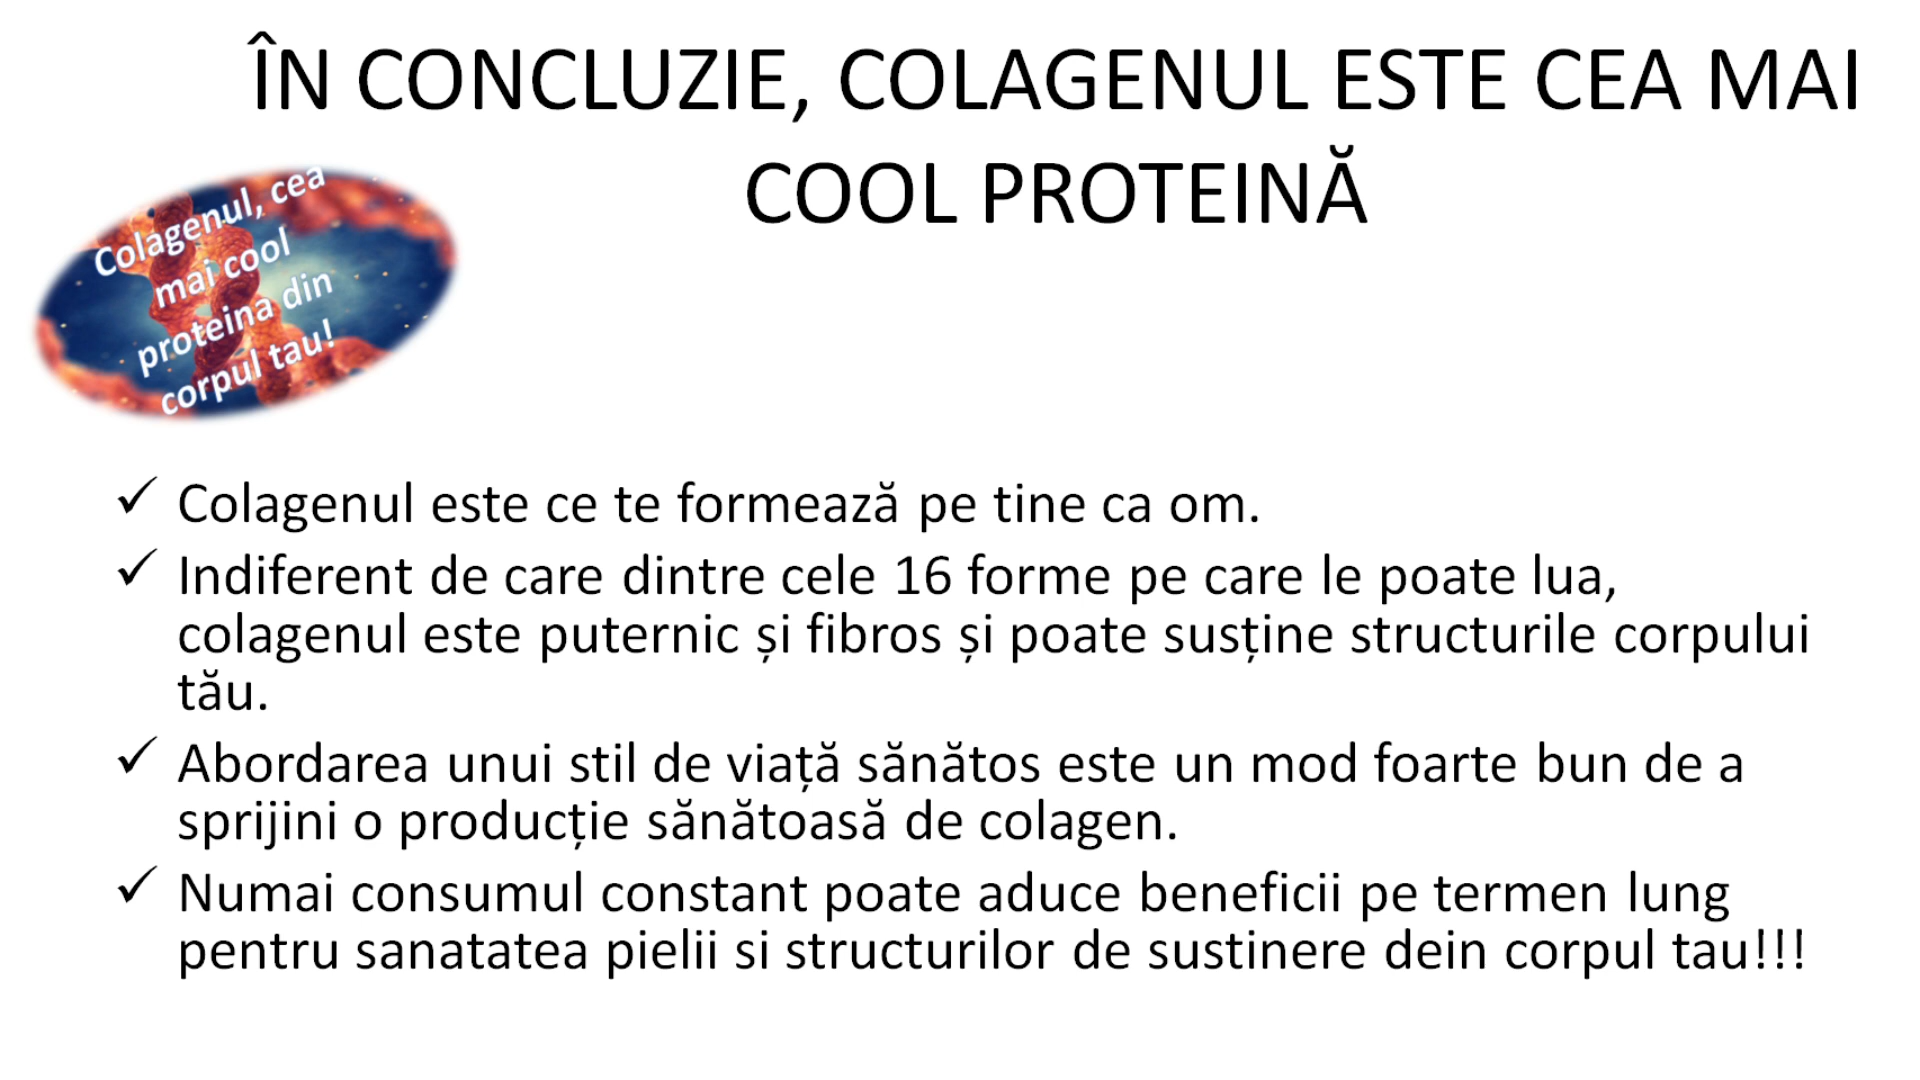 ÎN CONCLUZIE, COLAGENUL ESTE CEA MAI
COOL PROTEINĂ
Colagenul, cea
mai cool
proteina din
corpul tau!
✓ Colagenul este ce te formează pe tine ca om.
✓ Indiferent de care dintre cele 16 forme pe care le poate lua,
colagenul este puternic și fibros și poate susține structurile corpului
tău.
✓ Abordarea unui stil de viață sănătos este un mod foarte bun de a
sprijini o producție sănătoasă de colagen.
✓ Numai consumul constant poate aduce beneficii pe termen lung
pentru sanatatea pielii si structurilor de sustinere dein corpul tau!!!